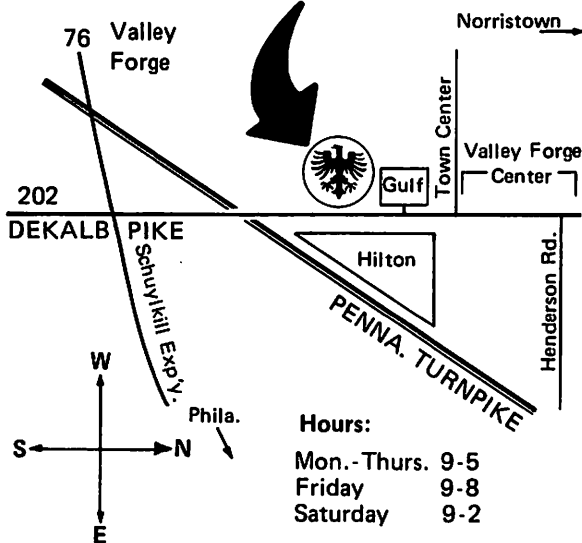 Norristown
76 Valley
Forge
Town Center
Valley Forge
Center
Gulf
202
DEKALB PIKE
Hilton
Schuylkill Exp'y.
PENNA. TURNPIKE
Henderson Rd.
W
S
N
E
Phila.
Hours:
Mon.-Thurs. 9-5
Friday 9-8
Saturday 9-2